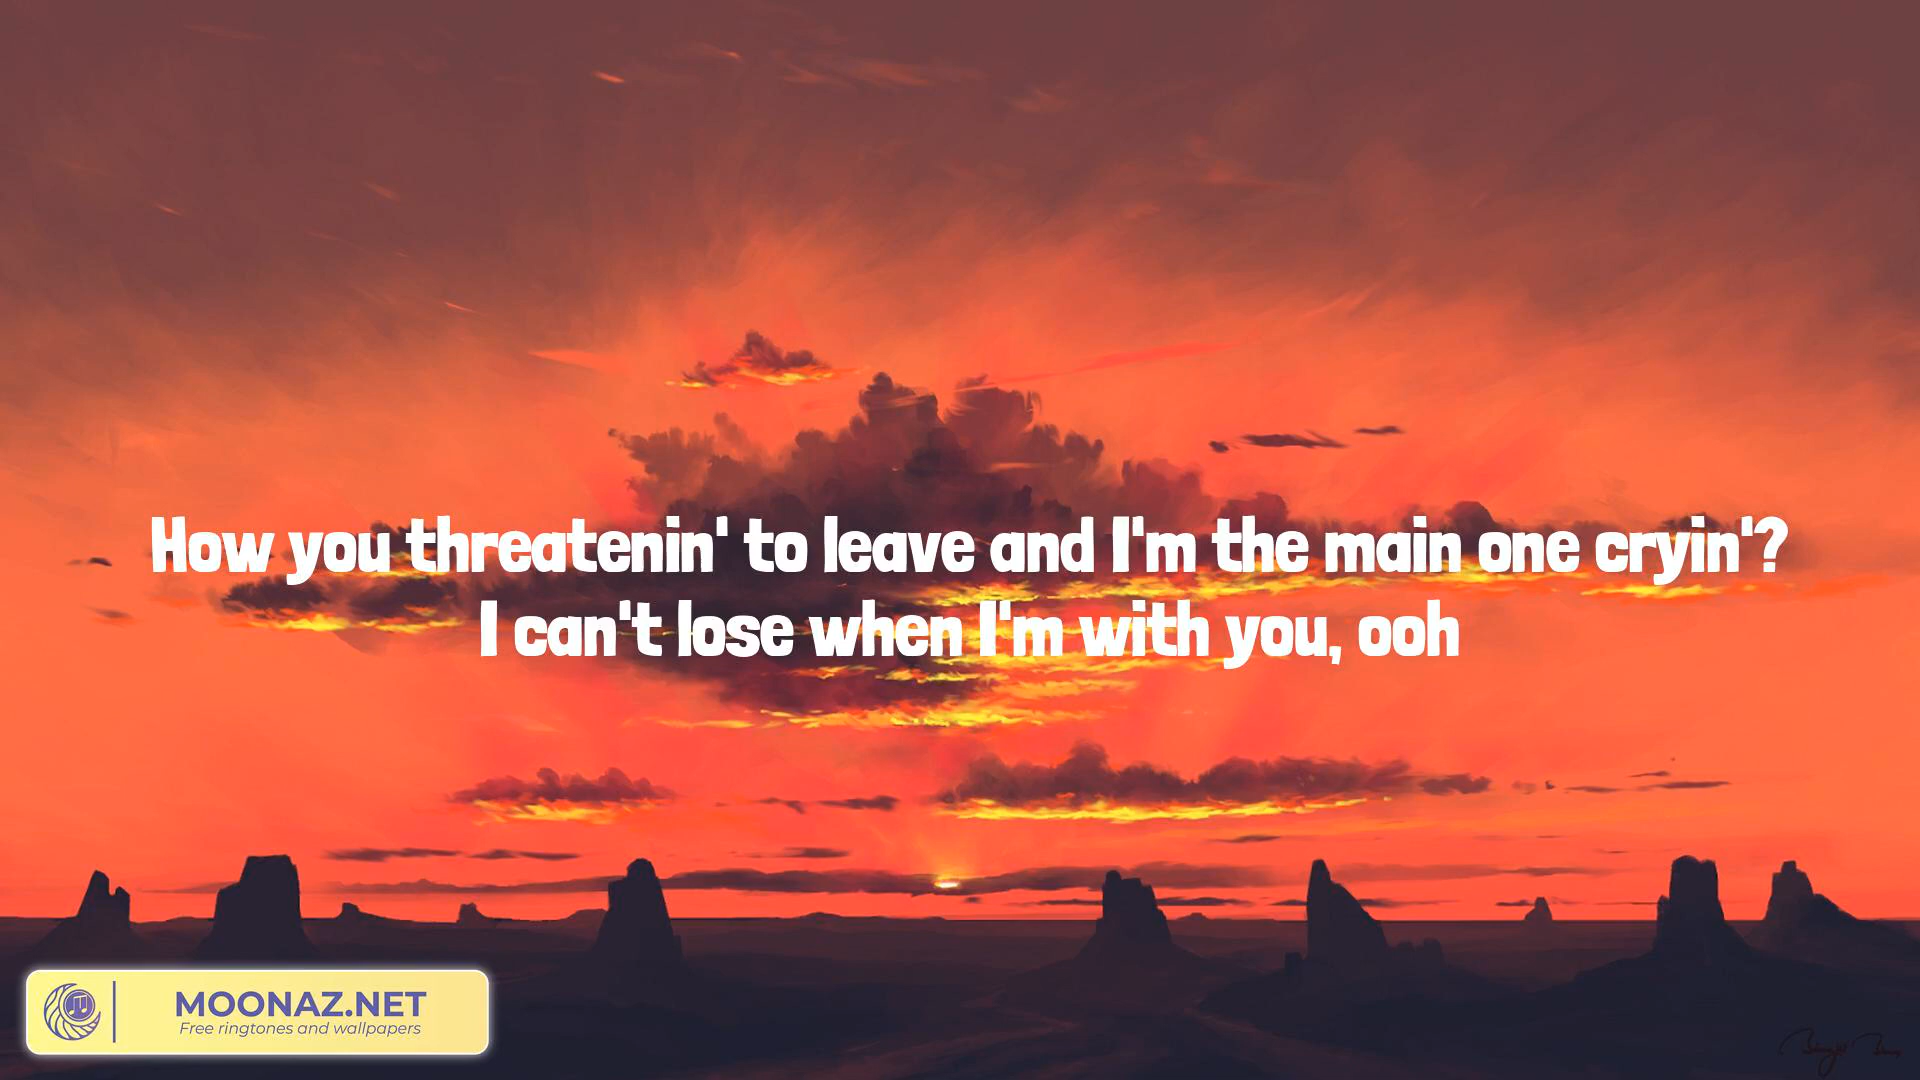 How you threatenin' to leave and I'm the main one cryin'?
I can't lose when I'm with you, ooh
MOONAZ.NET
Free ringtones and wallpapers